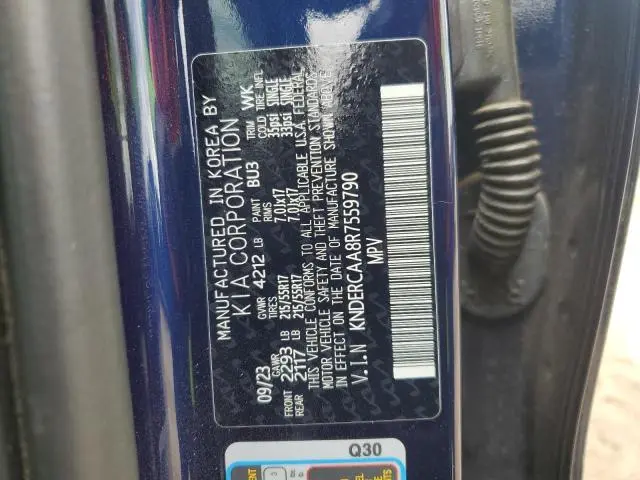 MANUFACTURED IN KOREA BY
KIA CORPORATION
09/23 GVWR 4212 LB PAINT BU3 TRIM WK
GAWR TRCS RIMS COLD TIRE INFL
FRONT 2293 LB 215/55R17 7.0JX17 35psi SINGLE
REAR 2117 LB 215/55R17 7.0JX17 33psi SINGLE
THIS VEHICLE CONFORMS TO ALL APPLICABLE U.S.A. FEDERAL
MOTOR VEHICLE SAFETY AND THEFT PREVENTION STANDARDS
IN EFFECT ON THE DATE OF MANUFACTURE SHOWN ABOVE
V.I.N KNDERCAA8R7559790
MPV
Q30